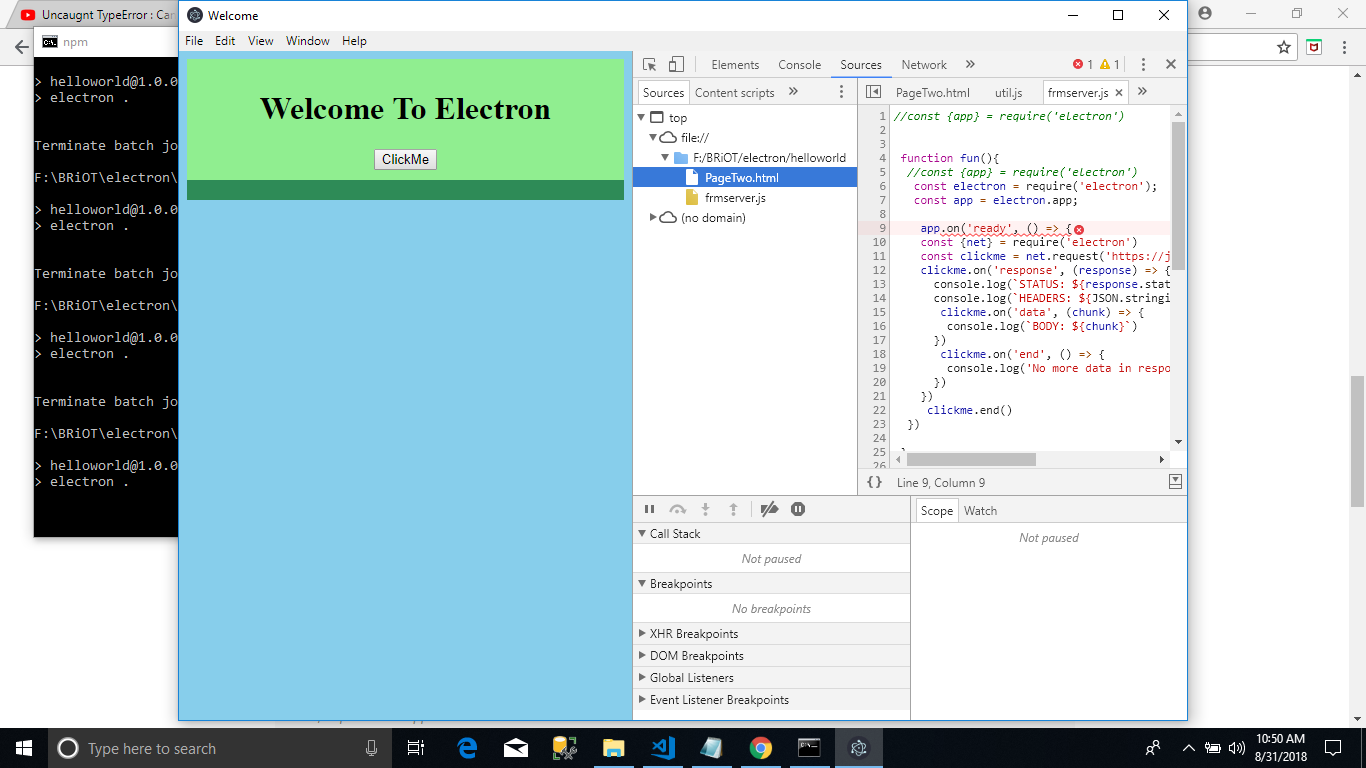 Uncaugnt TypeError : Can
Welcome
npm
File Edit View Window Help
> helloworld@1.0.0
> electron .
Terminate batch jo
F:\BRiOT\electron\
> helloworld@1.0.0
> electron .
Terminate batch jo
F:\BRiOT\electron\
> helloworld@1.0.0
> electron .
Terminate batch jo
F:\BRiOT\electron\
> helloworld@1.0.0
> electron .
Welcome To Electron
ClickMe
Elements Console Sources Network » 1 1
Sources Content scripts »
top
file://
F:/BRiOT/electron/helloworld
PageTwo.html
frmserver.js
(no domain)
PageTwo.html util.js frmserver.js »
1 //const {app} = require('electron')
2
3
4 function fun(){
5 //const {app} = require('electron')
6 const electron = require('electron');
7 const app = electron.app;
8
9 app.on('ready', () => {
10 const {net} = require('electron')
11 const clickme = net.request('https://j
12 clickme.on('response', (response) => {
13 console.log(`STATUS: ${response.stat
14 console.log(`HEADERS: ${JSON.stringi
15 clickme.on('data', (chunk) => {
16 console.log(`BODY: ${chunk}`)
17 })
18 clickme.on('end', () => {
19 console.log('No more data in respo
20 })
21 })
22 clickme.end()
23 })
24
25
26
{} Line 9, Column 9
Call Stack
Not paused
Breakpoints
No breakpoints
XHR Breakpoints
DOM Breakpoints
Global Listeners
Event Listener Breakpoints
Scope Watch
Not paused
Type here to search
10:50 AM
8/31/2018